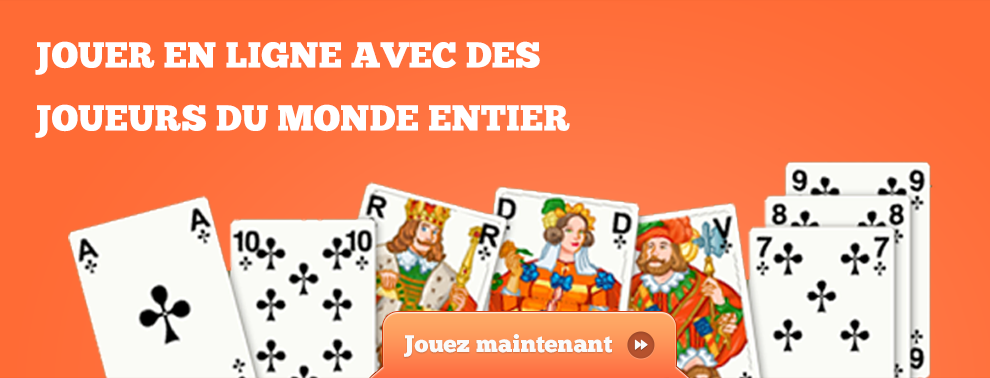 JOUER EN LIGNE AVEC DES
JOUEURS DU MONDE ENTIER
A A
10 10
R R
D D
V
9 9
8 8
7 7
9
Jouez maintenant